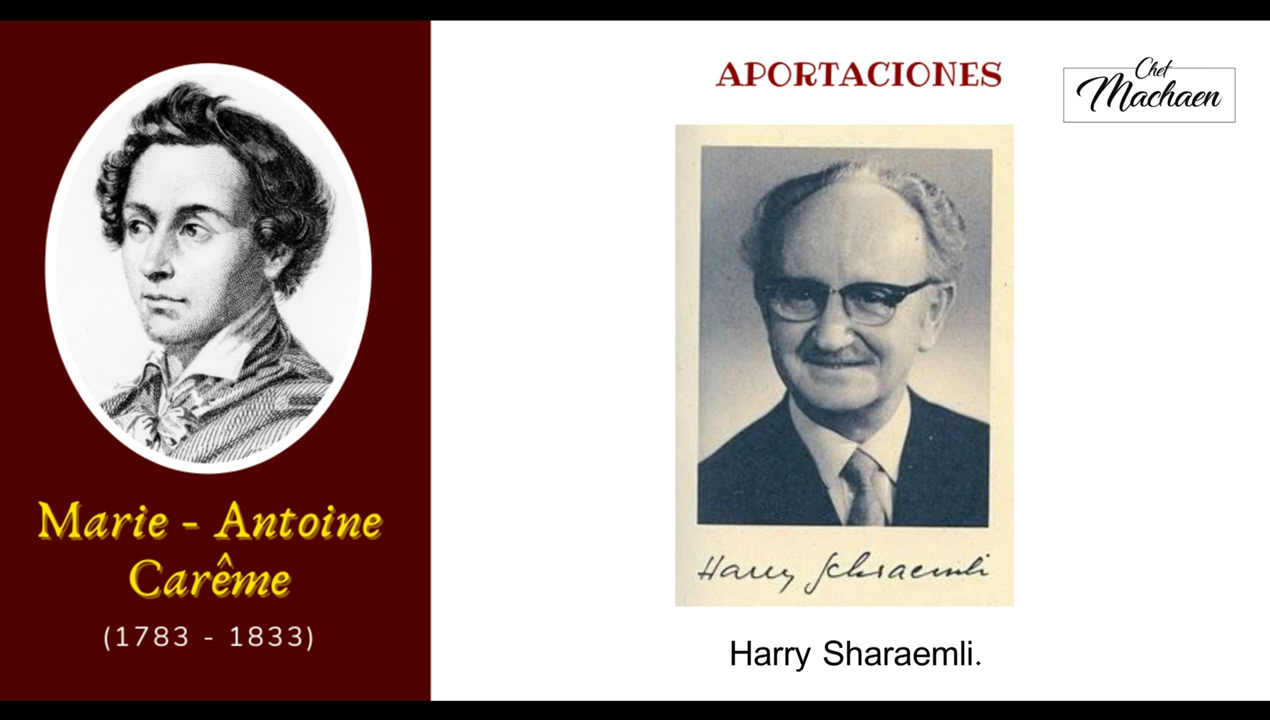 Marie - Antoine
Carême
(1783 - 1833)
APORTACIONES
Chef
Machaen
Harry Schraemli
Harry Sharaemli.